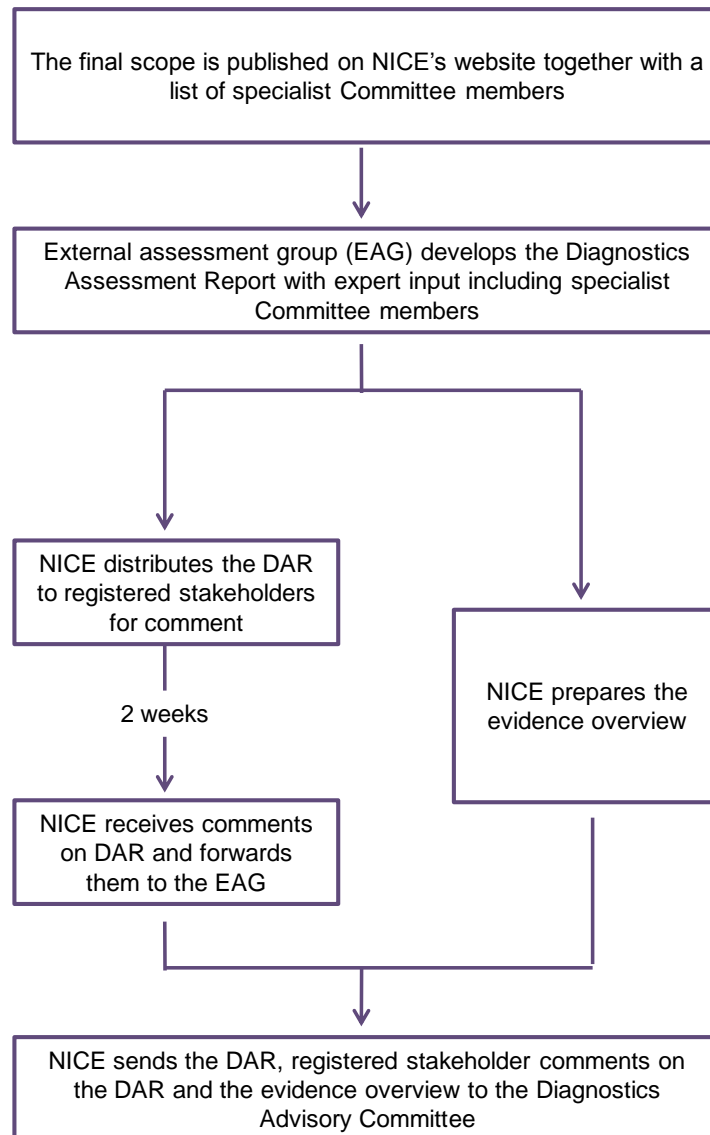 The final scope is published on NICE’s website together with a
list of specialist Committee members
External assessment group (EAG) develops the Diagnostics
Assessment Report with expert input including specialist
Committee members
NICE distributes the DAR
to registered stakeholders
for comment
2 weeks
NICE receives comments
on DAR and forwards
them to the EAG
NICE prepares the
evidence overview
NICE sends the DAR, registered stakeholder comments on
the DAR and the evidence overview to the Diagnostics
Advisory Committee